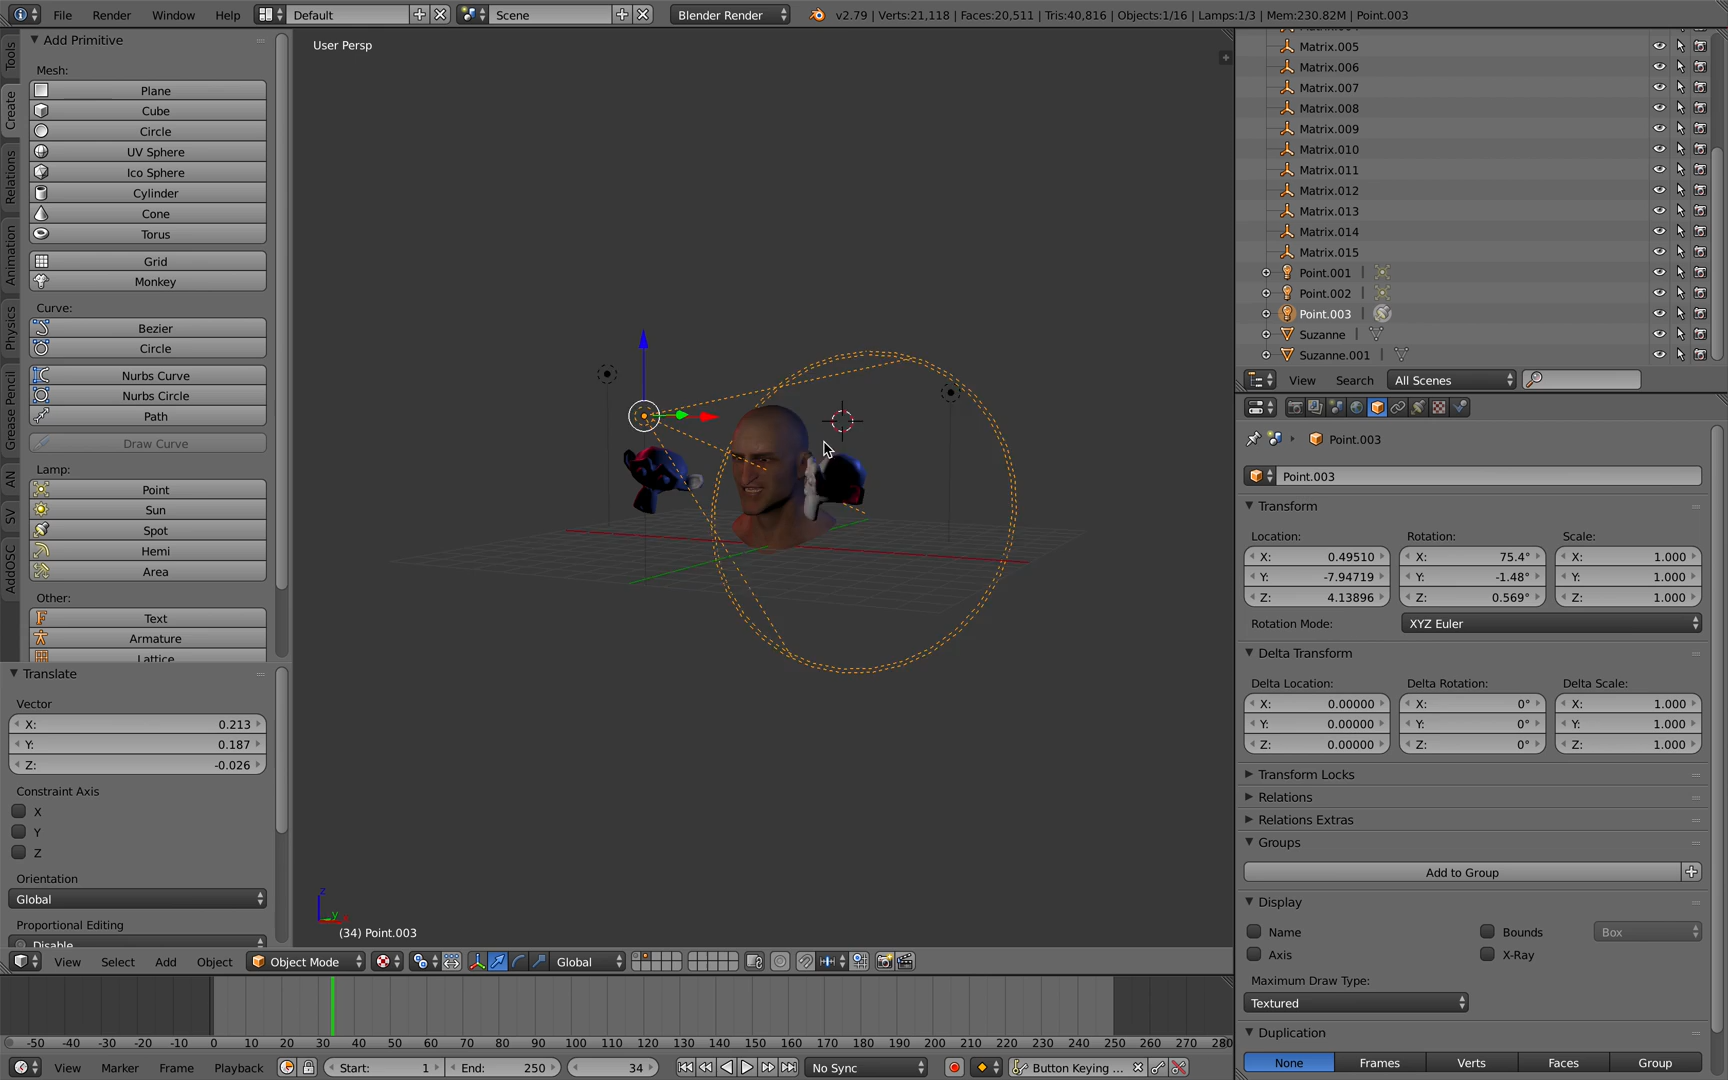 File Render Window Help Default Scene Blender Render v2.79 | Verts:21,118 | Faces:20,511 | Tris:40,816 | Objects:1/16 | Lamps:1/3 | Mem:230.82M | Point.003
Tools
Create
Relations
Animation
Physics
Grease Pencil
AN
SV
AddOSC
Add Primitive
Mesh:
Plane
Cube
Circle
UV Sphere
Ico Sphere
Cylinder
Cone
Torus
Grid
Monkey
Curve:
Bezier
Circle
Nurbs Curve
Nurbs Circle
Path
Draw Curve
Lamp:
Point
Sun
Spot
Hemi
Area
Other:
Text
Armature
Lattice
Translate
Vector
X: 0.213
Y: 0.187
Z: -0.026
Constraint Axis
X
Y
Z
Orientation
Global
Proportional Editing
Disable
User Persp
z
y
(34) Point.003
View Select Add Object Object Mode Global
-50 -40 -30 -20 -10 0 10 20 30 40 50 60 70 80 90 100 110 120 130 140 150 160 170 180 190 200 210 220 230 240 250 260 270 280
View Marker Frame Playback Start: 1 End: 250 34 No Sync Button Keying ...
Matrix.005
Matrix.006
Matrix.007
Matrix.008
Matrix.009
Matrix.010
Matrix.011
Matrix.012
Matrix.013
Matrix.014
Matrix.015
Point.001
Point.002
Point.003
Suzanne
Suzanne.001
View Search All Scenes
Point.003
Point.003
Transform
Location: Rotation: Scale:
X: 0.49510 X: 75.4° X: 1.000
Y: -7.94719 Y: -1.48° Y: 1.000
Z: 4.13896 Z: 0.569° Z: 1.000
Rotation Mode: XYZ Euler
Delta Transform
Delta Location: Delta Rotation: Delta Scale:
X: 0.00000 X: 0° X: 1.000
Y: 0.00000 Y: 0° Y: 1.000
Z: 0.00000 Z: 0° Z: 1.000
Transform Locks
Relations
Relations Extras
Groups
Add to Group
Display
Name Bounds Box
Axis X-Ray
Maximum Draw Type:
Textured
Duplication
None Frames Verts Faces Group